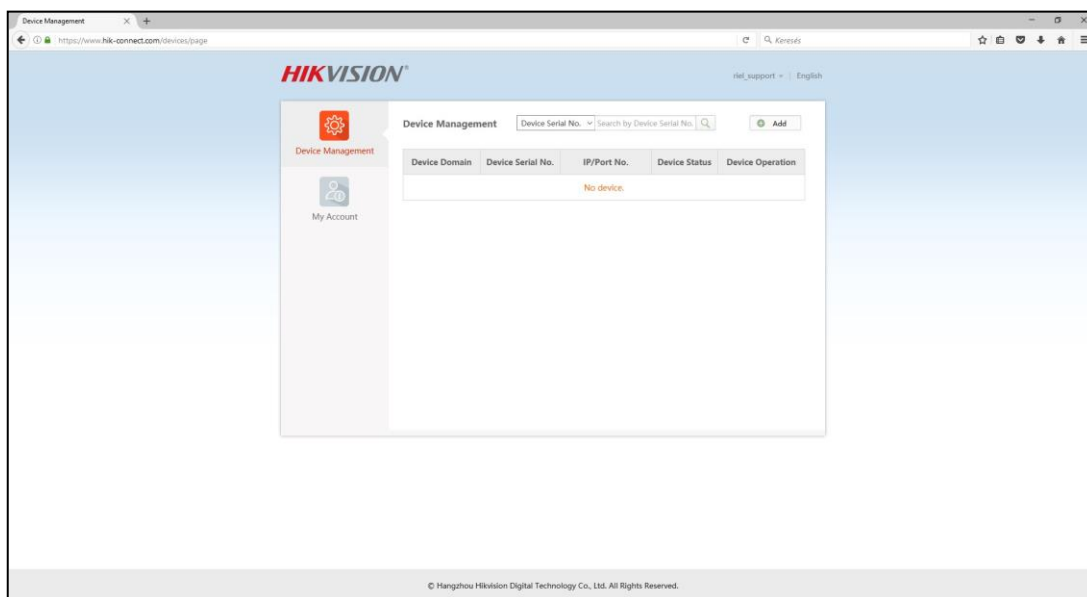 Device Management
https://www.hik-connect.com/devices/page
Keresés
HIKVISION®
riel_support | English
Device Management
Device Serial No. Search by Device Serial No.
Add
Device Management
Device Domain Device Serial No. IP/Port No. Device Status Device Operation
No device.
My Account
© Hangzhou Hikvision Digital Technology Co., Ltd. All Rights Reserved.